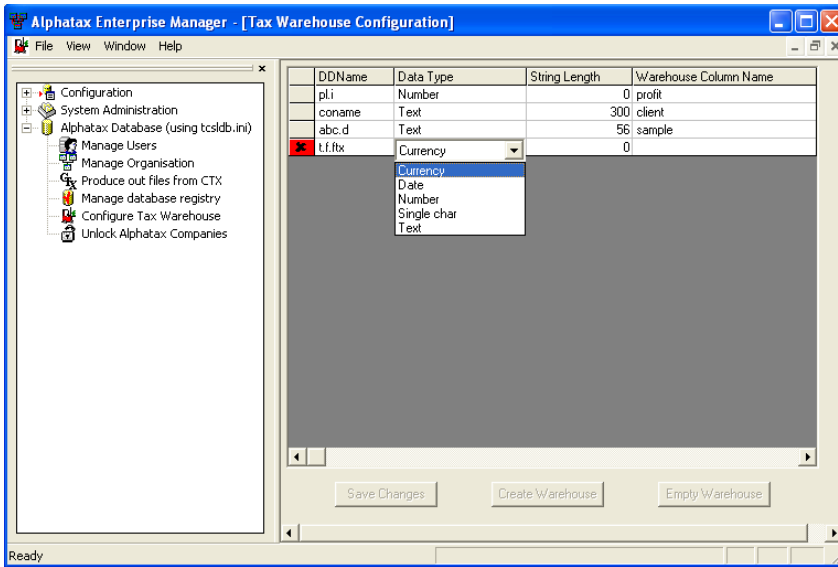 Alphatax Enterprise Manager - [Tax Warehouse Configuration]
File View Window Help
Configuration
System Administration
Alphatax Database (using tcsldb.ini)
Manage Users
Manage Organisation
Produce out files from CTX
Manage database registry
Configure Tax Warehouse
Unlock Alphatax Companies
DDName Data Type String Length Warehouse Column Name
pl.i Number 0 profit
coname Text 300 client
abc.d Text 56 sample
t.f.ftx Currency 0
Currency
Date
Number
Single char
Text
Save Changes Create Warehouse Empty Warehouse
Ready